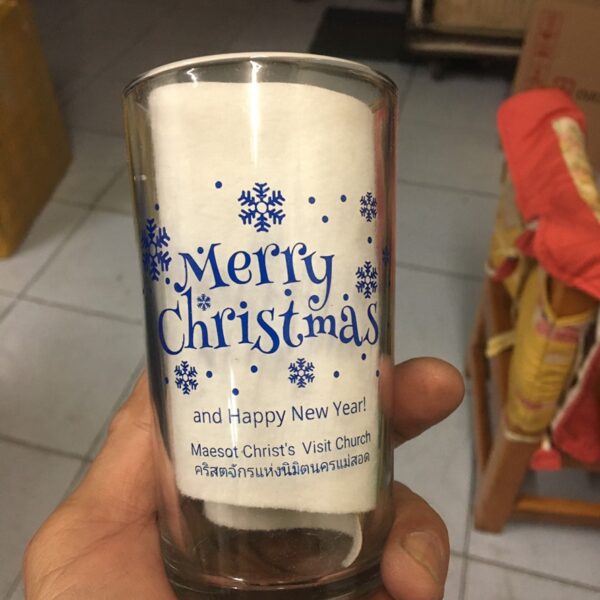 Merry
Christmas
and Happy New Year!
Maesot Christ's Visit Church
คริสตจักรแห่งนิมิตนครแม่สอด